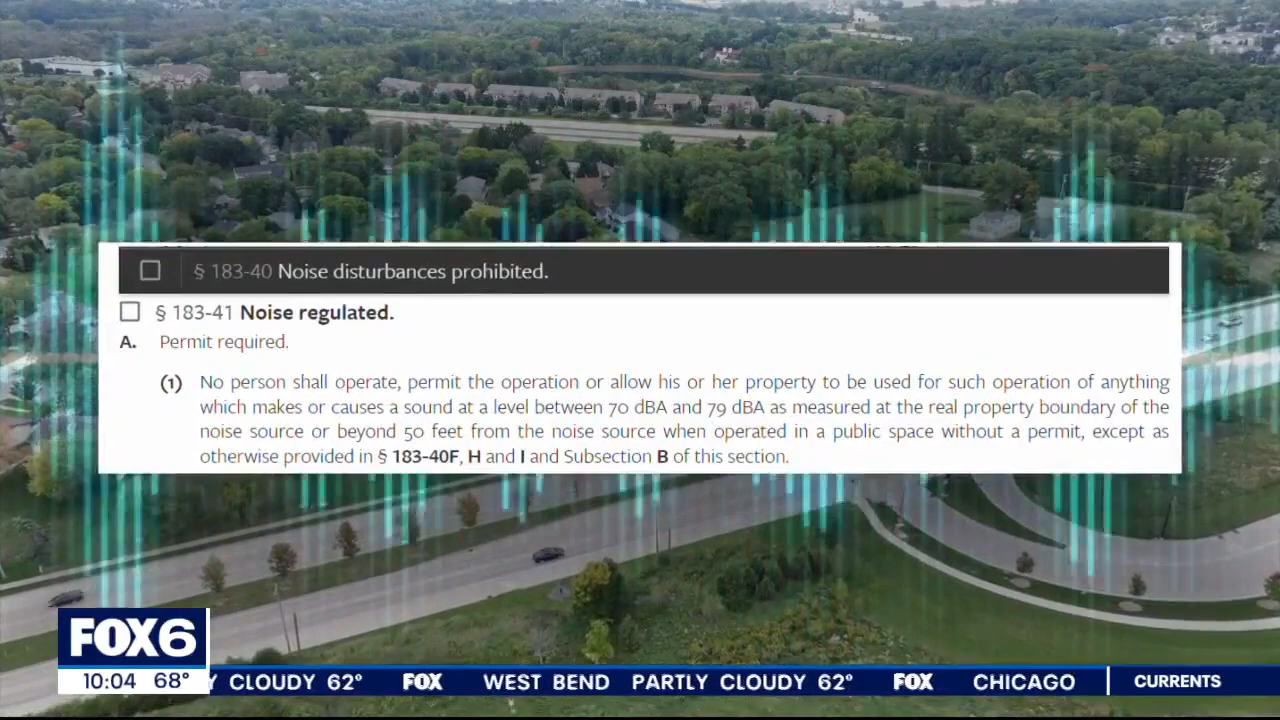 § 183-40 Noise disturbances prohibited.
§ 183-41 Noise regulated.
A. Permit required.
(1) No person shall operate, permit the operation or allow his or her property to be used for such operation of anything
which makes or causes a sound at a level between 70 dBA and 79 dBA as measured at the real property boundary of the
noise source or beyond 50 feet from the noise source when operated in a public space without a permit, except as
otherwise provided in § 183-40F, H and I and Subsection B of this section.
FOX6
10:04 68°
Y CLOUDY 62° FOX WEST BEND PARTLY CLOUDY 62° FOX CHICAGO CURRENTS